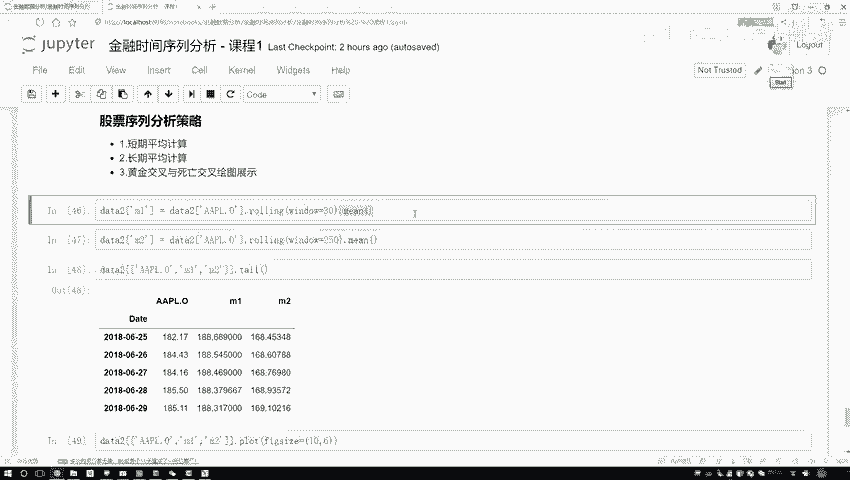 jupyter 金融时间序列分析 - 课程1 Last Checkpoint: 2 hours ago (autosaved)
Logout
File Edit View Insert Cell Kernel Widgets Help
Not Trusted
Code
Start
股票序列分析策略
1.短期平均计算
2.长期平均计算
3.黄金交叉与死亡交叉绘图展示
In [46]: data2['m1'] = data2['AAPL.O'].rolling(window=30).mean()
In [47]: data2['m2'] = data2['AAPL.O'].rolling(window=250).mean()
In [48]: data2[['AAPL.O','m1','m2']].tail()
Out[48]:
AAPL.O m1 m2
Date
2018-06-25 182.17 188.689000 168.45348
2018-06-26 184.43 188.545000 168.60788
2018-06-27 184.16 188.469000 168.76980
2018-06-28 185.50 188.379667 168.93572
2018-06-29 185.11 188.317000 169.10216
In [49]: data2[['AAPL.O','m1','m2']].plot(figsize=(10,6))